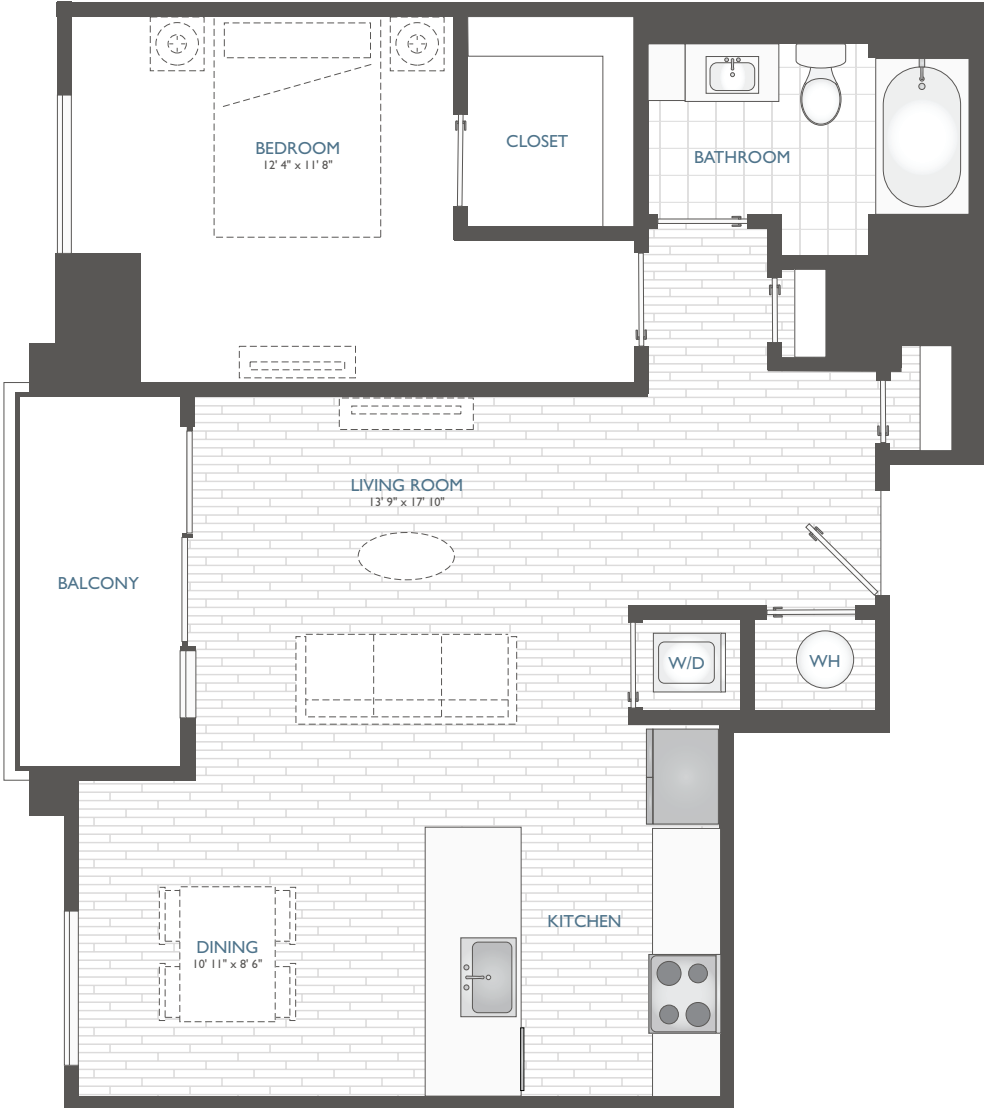 BEDROOM
12' 4" x 11' 8"
CLOSET
BATHROOM
LIVING ROOM
13' 9" x 17' 10"
BALCONY
W/D
WH
KITCHEN
DINING
10' 11" x 8' 6"